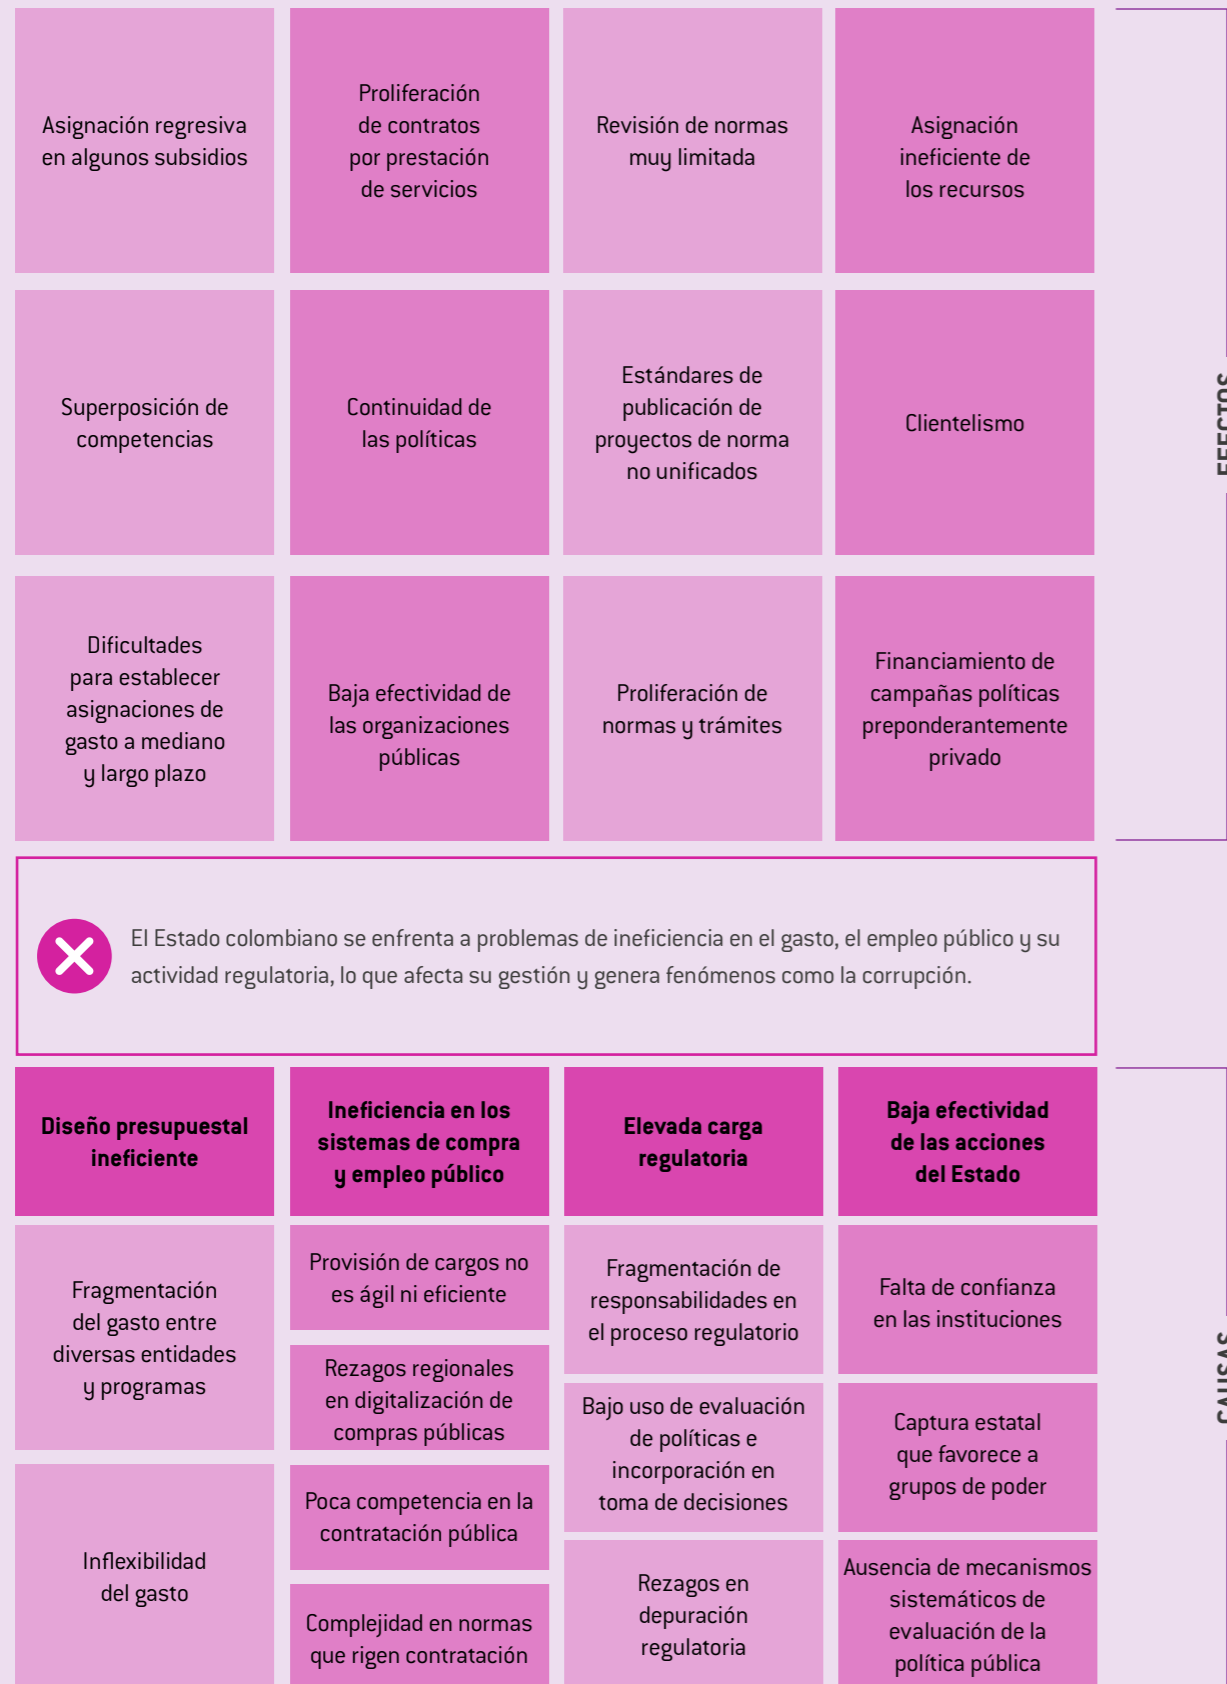 Asignación regresiva
en algunos subsidios
Proliferación
de contratos
por prestación
de servicios
Revisión de normas
muy limitada
Asignación
ineficiente de
los recursos
Superposición de
competencias
Continuidad de
las políticas
Estándares de
publicación de
proyectos de norma
no unificados
Clientelismo
EFECTOS
Dificultades
para establecer
asignaciones de
gasto a mediano
y largo plazo
Baja efectividad de
las organizaciones
públicas
Proliferación de
normas y trámites
Financiamiento de
campañas políticas
preponderantemente
privado
El Estado colombiano se enfrenta a problemas de ineficiencia en el gasto, el empleo público y su
actividad regulatoria, lo que afecta su gestión y genera fenómenos como la corrupción.
Diseño presupuestal
ineficiente
Ineficiencia en los
sistemas de compra
y empleo público
Elevada carga
regulatoria
Baja efectividad
de las acciones
del Estado
Fragmentación
del gasto entre
diversas entidades
y programas
Inflexibilidad
del gasto
Provisión de cargos no
es ágil ni eficiente
Rezagos regionales
en digitalización de
compras públicas
Poca competencia en la
contratación pública
Complejidad en normas
que rigen contratación
Fragmentación de
responsabilidades en
el proceso regulatorio
Bajo uso de evaluación
de políticas e
incorporación en
toma de decisiones
Rezagos en
depuración
regulatoria
Falta de confianza
en las instituciones
Captura estatal
que favorece a
grupos de poder
Ausencia de mecanismos
sistemáticos de
evaluación de la
política pública
CAUSAS